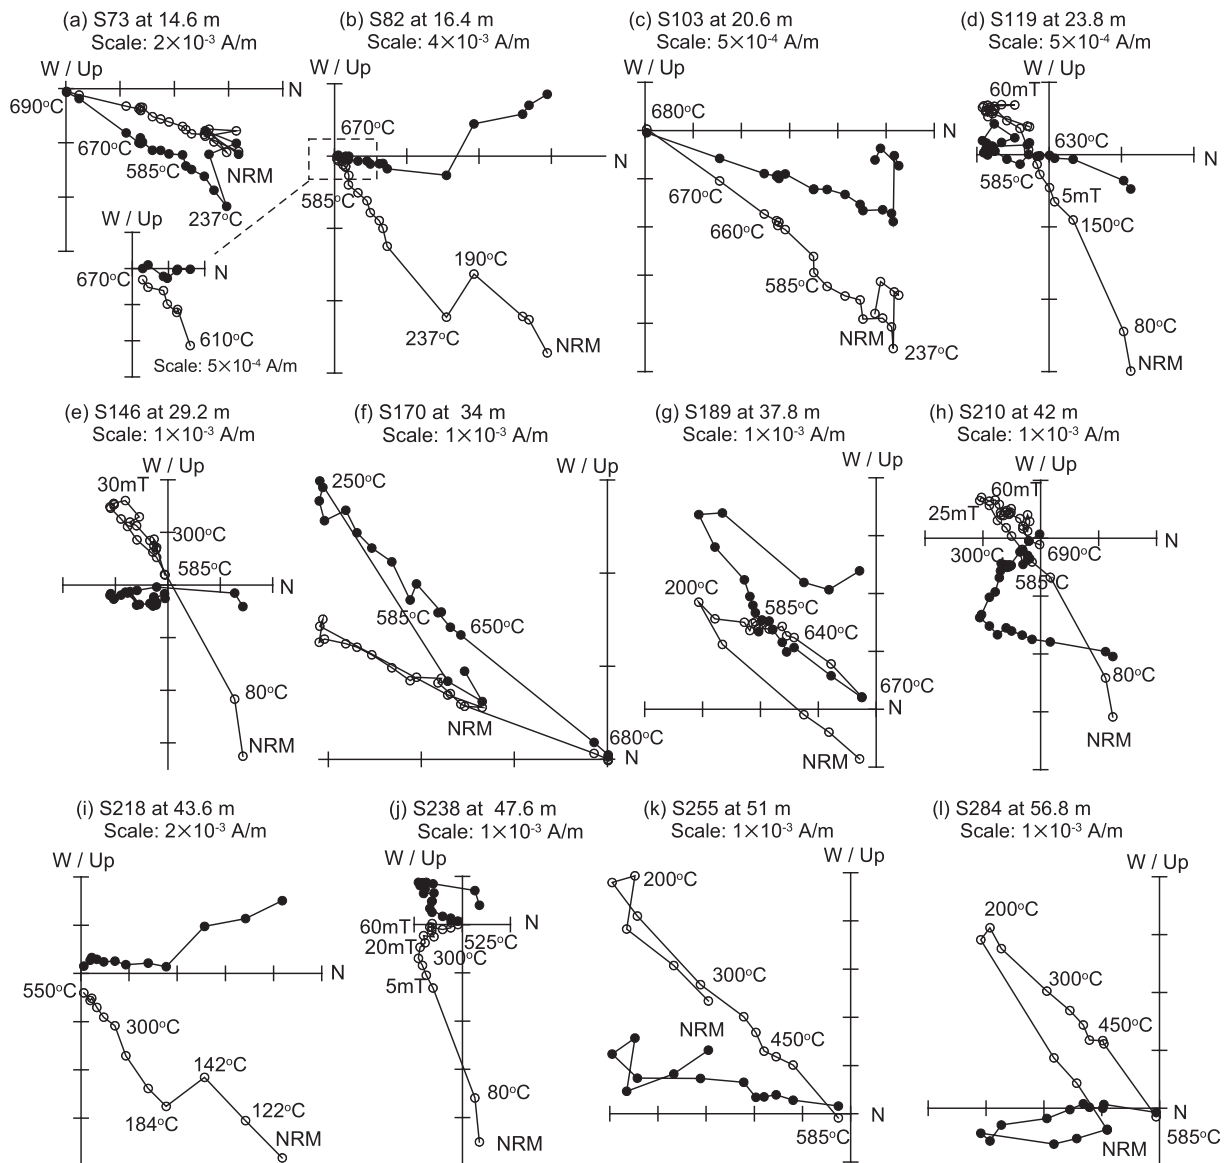 (a) S73 at 14.6 m
Scale: 2×10⁻³ A/m
W / Up
N
690°C
670°C
585°C
NRM
237°C
(b) S82 at 16.4 m
Scale: 4×10⁻³ A/m
W / Up
670°C
N
585°C
190°C
237°C
NRM
W / Up
N
670°C
610°C
Scale: 5×10⁻⁴ A/m
(c) S103 at 20.6 m
Scale: 5×10⁻⁴ A/m
W / Up
680°C
N
670°C
660°C
585°C
NRM
237°C
(d) S119 at 23.8 m
Scale: 5×10⁻⁴ A/m
W / Up
60mT
630°C
N
585°C
5mT
150°C
80°C
NRM
(e) S146 at 29.2 m
Scale: 1×10⁻³ A/m
W / Up
30mT
300°C
585°C
N
80°C
NRM
(f) S170 at 34 m
Scale: 1×10⁻³ A/m
W / Up
250°C
585°C
650°C
NRM
680°C
N
(g) S189 at 37.8 m
Scale: 1×10⁻³ A/m
W / Up
200°C
585°C
640°C
670°C
N
NRM
(h) S210 at 42 m
Scale: 1×10⁻³ A/m
W / Up
60mT
25mT
N
300°C
690°C
585°C
80°C
NRM
(i) S218 at 43.6 m
Scale: 2×10⁻³ A/m
W / Up
N
550°C
300°C
142°C
184°C
122°C
NRM
(j) S238 at 47.6 m
Scale: 1×10⁻³ A/m
W / Up
N
60mT
525°C
20mT
300°C
5mT
80°C
NRM
(k) S255 at 51 m
Scale: 1×10⁻³ A/m
W / Up
200°C
300°C
NRM
450°C
N
585°C
(l) S284 at 56.8 m
Scale: 1×10⁻³ A/m
W / Up
200°C
300°C
450°C
N
585°C
NRM